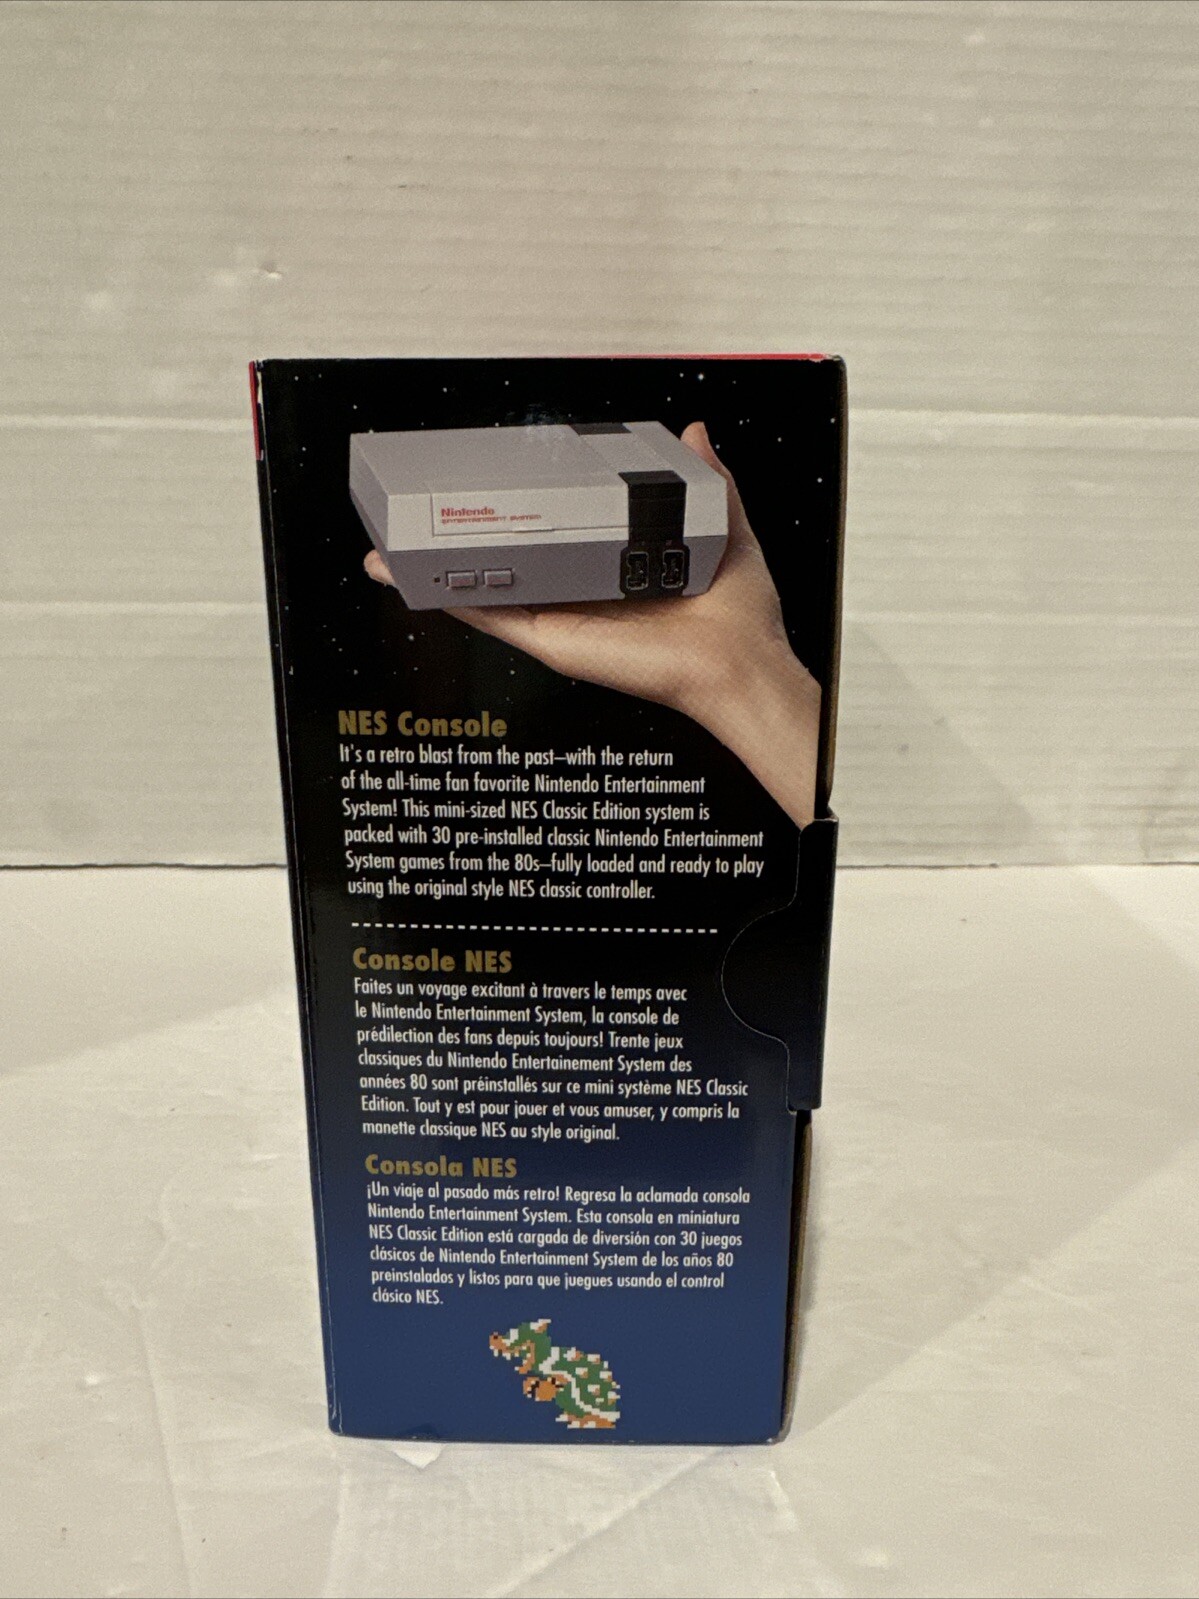 Nintendo
ENTERTAINMENT SYSTEM
NES Console
It's a retro blast from the past—with the return
of the all-time fan favorite Nintendo Entertainment
System! This mini-sized NES Classic Edition system is
packed with 30 pre-installed classic Nintendo Entertainment
System games from the 80s—fully loaded and ready to play
using the original style NES classic controller.
Console NES
Faites un voyage excitant à travers le temps avec
le Nintendo Entertainment System, la console de
prédilection des fans depuis toujours! Trente jeux
classiques du Nintendo Entertainement System des
années 80 sont préinstallés sur ce mini système NES Classic
Edition. Tout y est pour jouer et vous amuser, y compris la
manette classique NES au style original.
Consola NES
¡Un viaje al pasado más retro! Regresa la aclamada consola
Nintendo Entertainment System. Esta consola en miniatura
NES Classic Edition está cargada de diversión con 30 juegos
clásicos de Nintendo Entertainment System de los años 80
preinstalados y listos para que juegues usando el control
clásico NES.